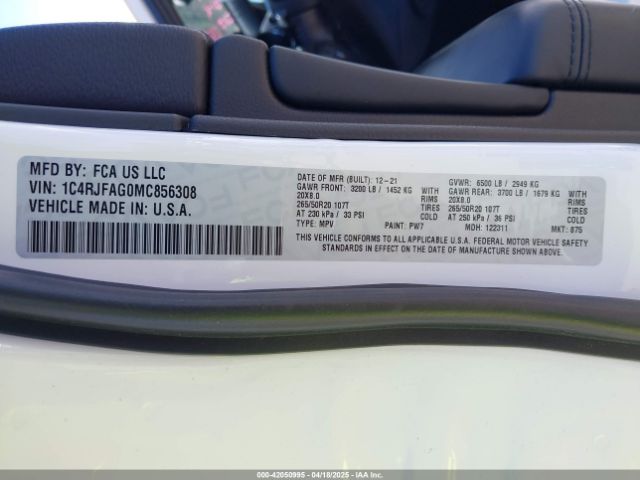 MFD BY: FCA US LLC
VIN: 1C4RJFAG0MC856308
VEHICLE MADE IN: U.S.A.
DATE OF MFR (BUILT): 12-21 GVWR: 6500 LB / 2949 KG
GAWR FRONT: 3200 LB / 1452 KG WITH GAWR REAR: 3700 LB / 1679 KG WITH
20X8.0 RIMS 20X8.0 RIMS
265/50R20 107T TIRES 265/50R20 107T TIRES
AT 230 kPa / 33 PSI COLD AT 250 kPa / 36 PSI COLD
TYPE: MPV PAINT: PW7 MDH: 122311 MKT: 875
THIS VEHICLE CONFORMS TO ALL APPLICABLE U.S.A. FEDERAL MOTOR VEHICLE SAFETY
STANDARDS IN EFFECT ON THE DATE OF MANUFACTURE SHOWN ABOVE.
000-42050995 - 04/18/2025 - IAAI.COM